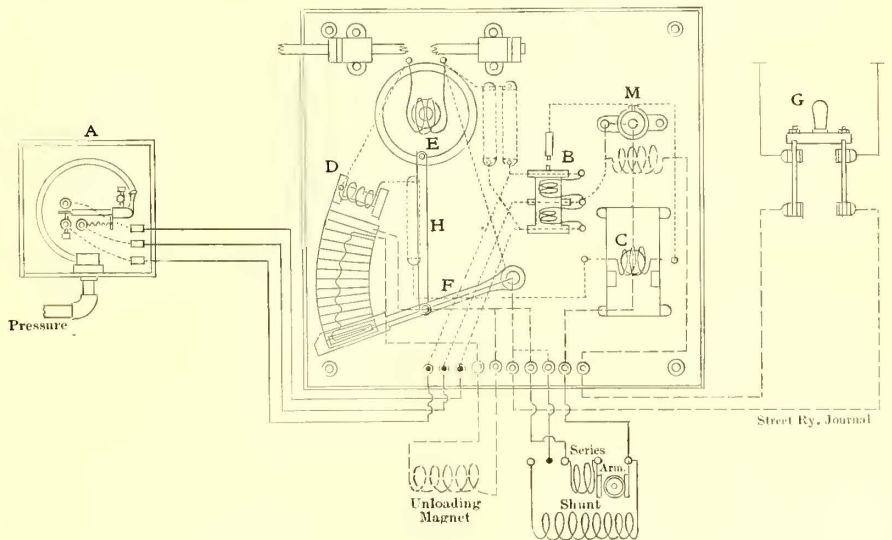 A
Pressure
E
D
H
F
B
M
C
G
Street Ry. Journal
Unloading
Magnet
Series
Arm.
Shunt